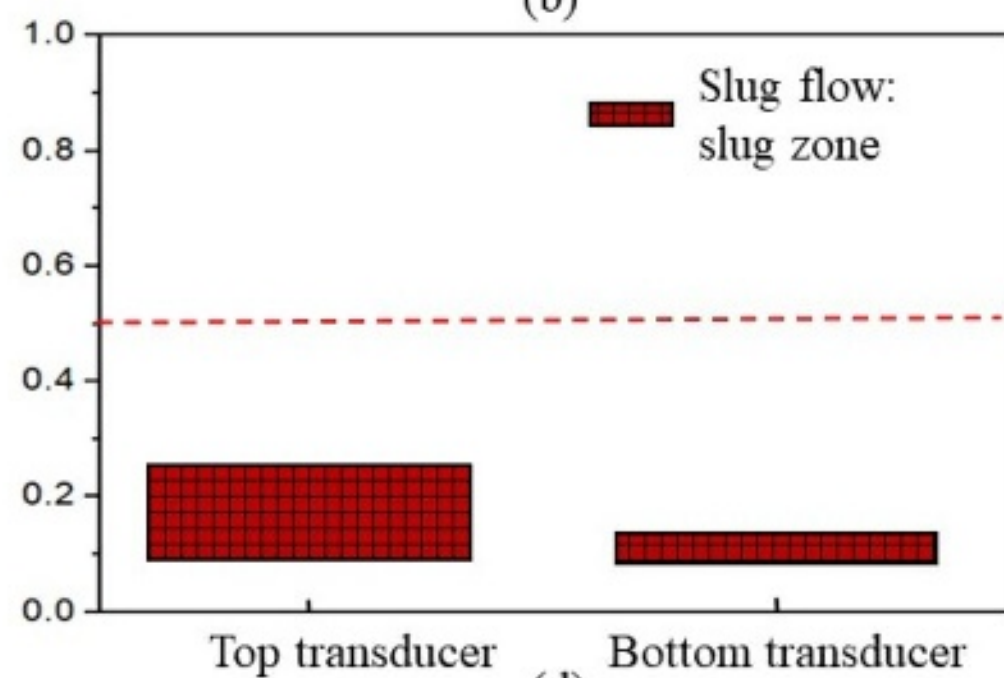 (b)
1.0
Slug flow:
slug zone
0.8
0.6
0.4
0.2
0.0
Top transducer
Bottom transducer
(d)